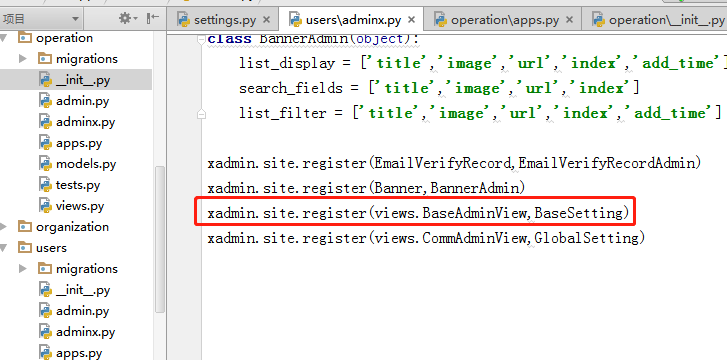 项目
settings.py
users\adminx.py
operation\apps.py
operation\__init__.py
operation
migrations
__init__.py
admin.py
adminx.py
apps.py
models.py
tests.py
views.py
organization
users
migrations
__init__.py
admin.py
adminx.py
apps.py
class BannerAdmin(object):
list_display = ['title','image','url','index','add_time']
search_fields = ['title','image','url','index']
list_filter = ['title','image','url','index','add_time']
xadmin.site.register(EmailVerifyRecord,EmailVerifyRecordAdmin)
xadmin.site.register(Banner,BannerAdmin)
xadmin.site.register(views.BaseAdminView,BaseSetting)
xadmin.site.register(views.CommAdminView,GlobalSetting)